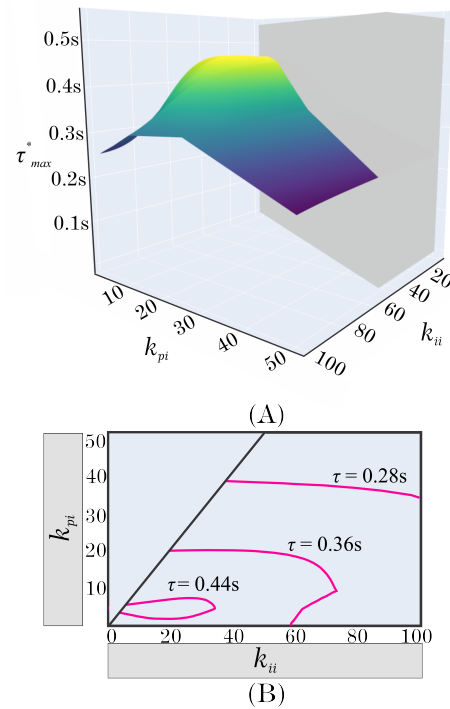 0.5s
0.4s
0.3s
τ*max
0.2s
0.1s
10
20
30
40
50
kpi
20
40
60
80
100
kii
(A)
50
40
30
20
10
kpi
τ = 0.28s
τ = 0.36s
τ = 0.44s
0 20 40 60 80 100
kii
(B)